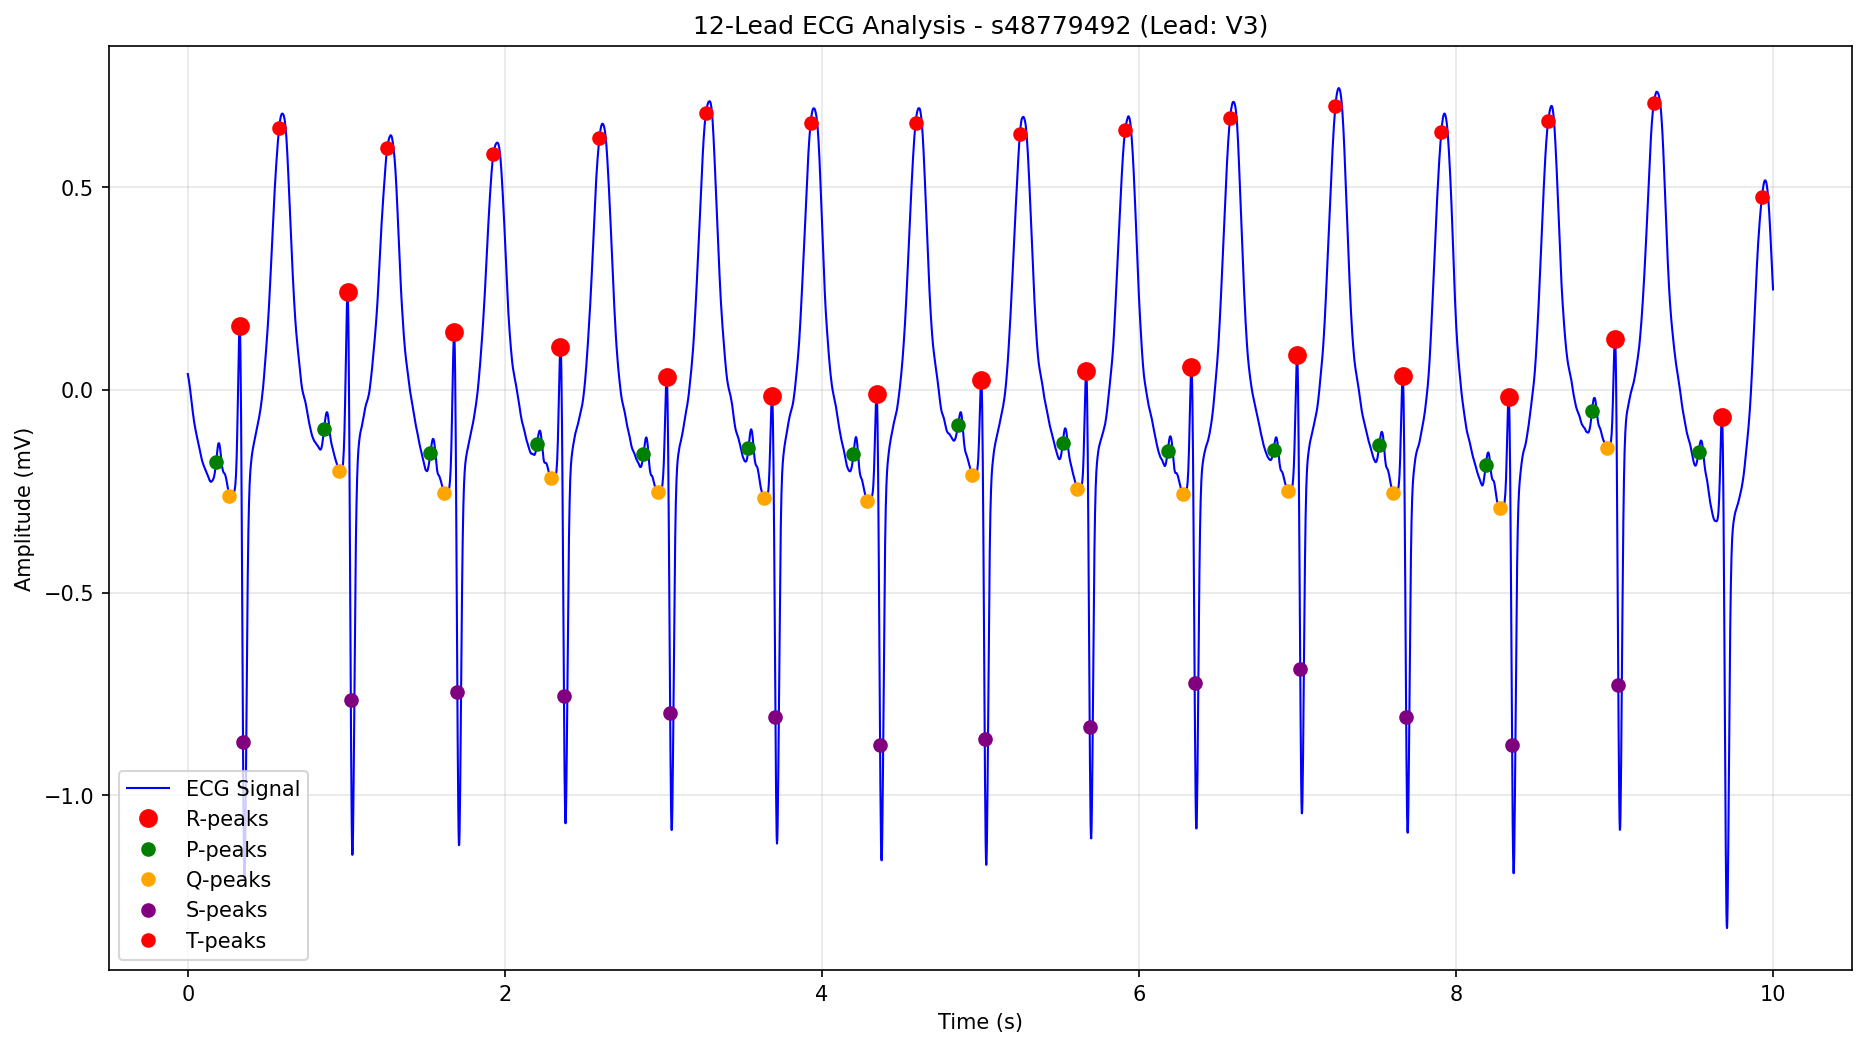 12-Lead ECG Analysis - s48779492 (Lead: V3)
Amplitude (mV)
0.5
0.0
−0.5
−1.0
ECG Signal
R-peaks
P-peaks
Q-peaks
S-peaks
T-peaks
0 2 4 6 8 10
Time (s)